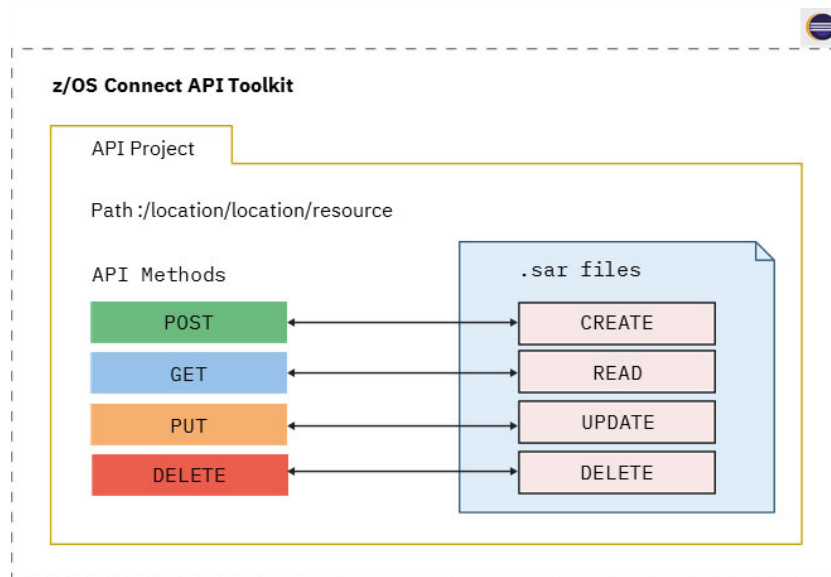 z/OS Connect API Toolkit
API Project
Path :/location/location/resource
API Methods
.sar files
POST
CREATE
GET
READ
PUT
UPDATE
DELETE
DELETE